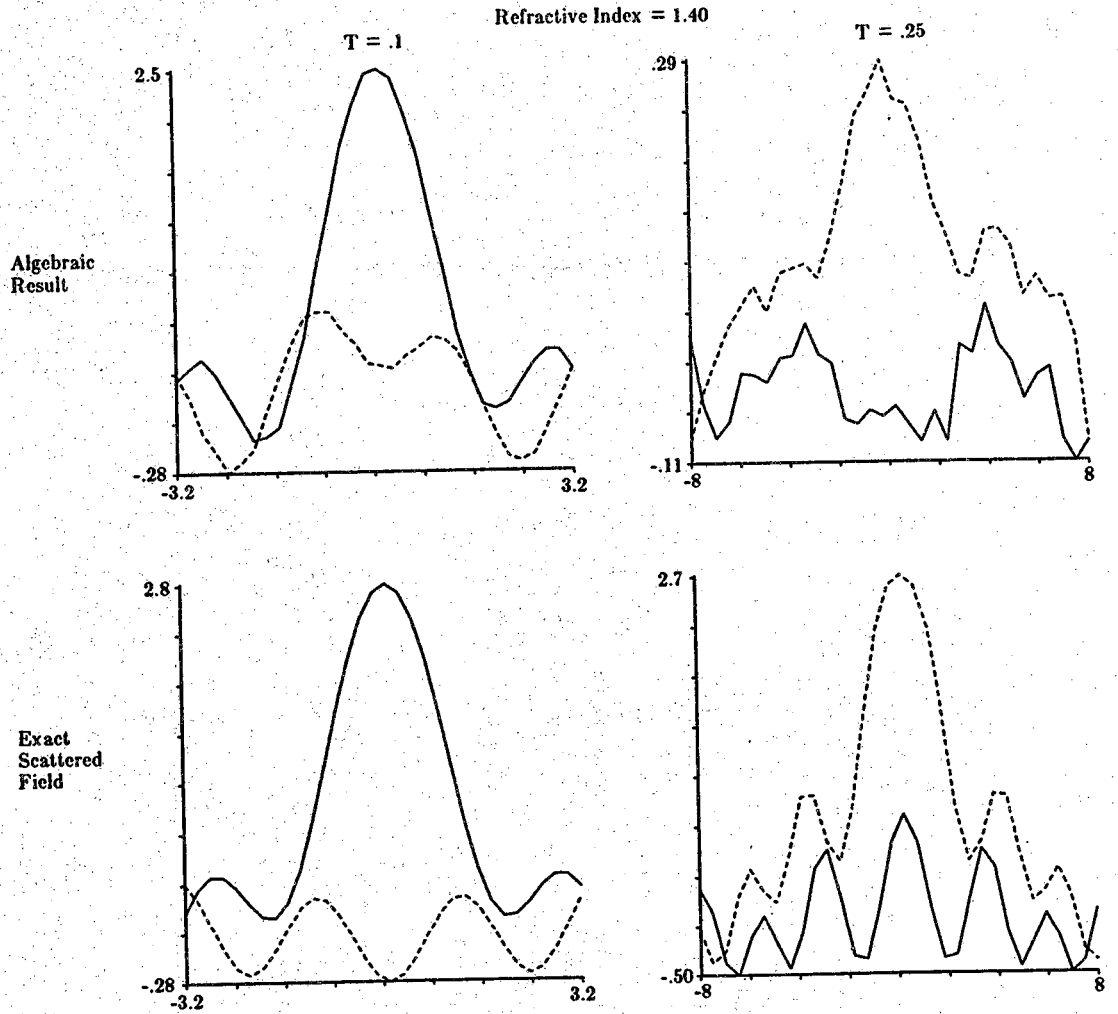 Refractive Index = 1.40
T = .1
T = .25
2.5
.29
Algebraic
Result
-.28
-3.2
3.2
-.11
-8
8
2.8
2.7
Exact
Scattered
Field
-.28
-3.2
3.2
-.50
-8
8